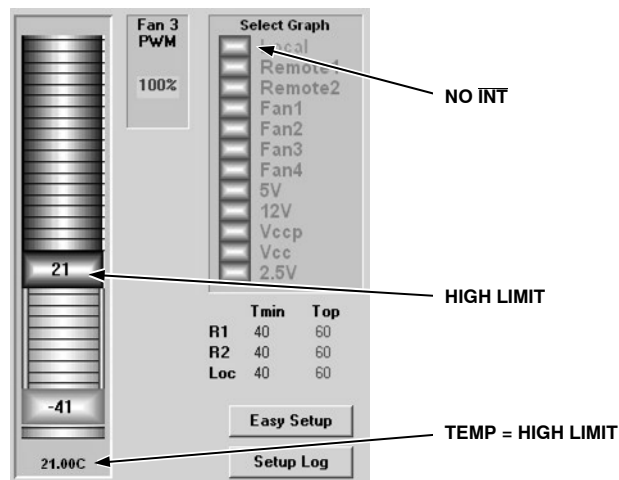 Fan 3
PWM
100%
Select Graph
Local
Remote1
Remote2
Fan1
Fan2
Fan3
Fan4
5V
12V
Vccp
Vcc
2.5V
NO I̅N̅T̅
21
HIGH LIMIT
Tmin Top
R1 40 60
R2 40 60
Loc 40 60
-41
Easy Setup
TEMP = HIGH LIMIT
21.00C
Setup Log